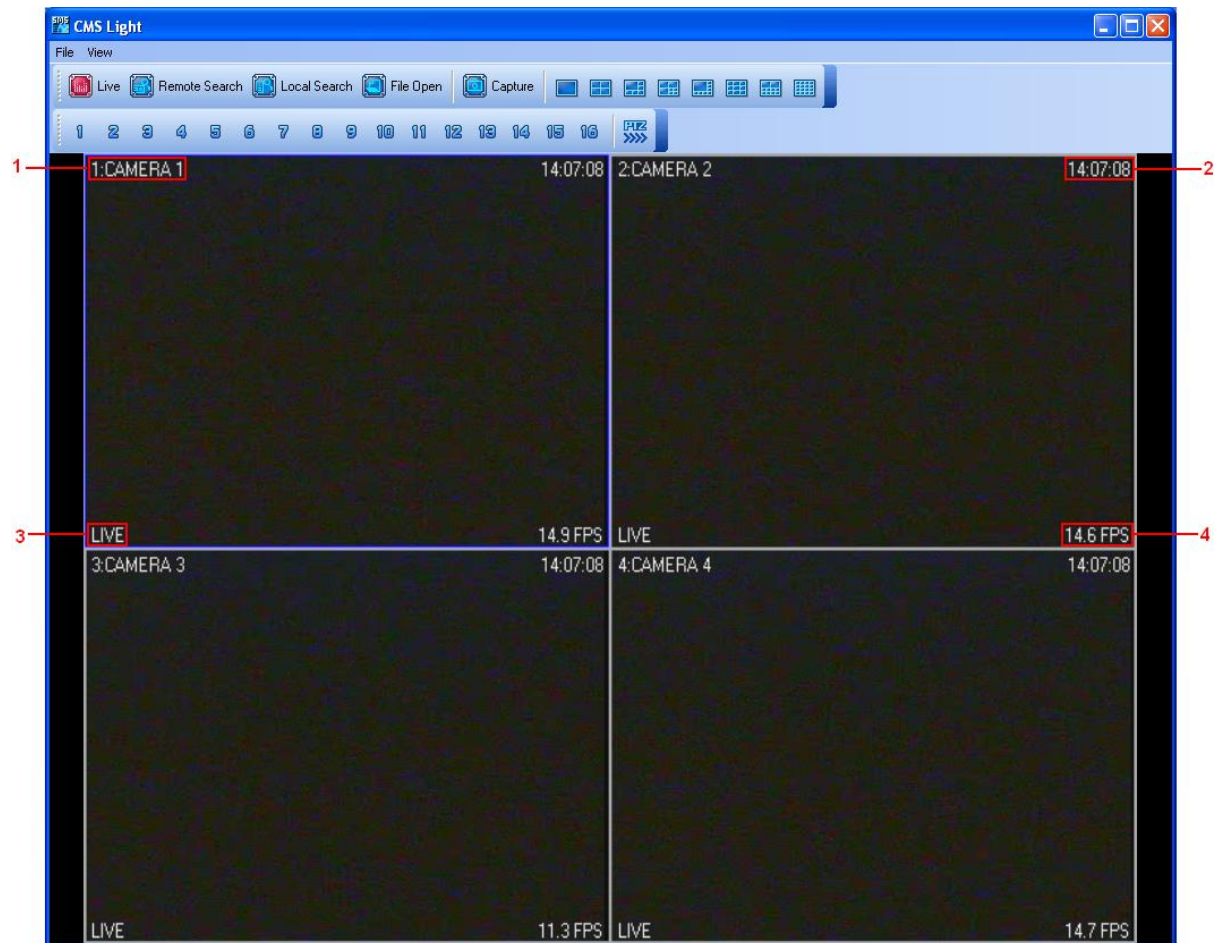 CMS Light
File View
Live Remote Search Local Search File Open Capture
1 2 3 4 5 6 7 8 9 10 11 12 13 14 15 16 PTZ
1 1:CAMERA 1 14:07:08 2:CAMERA 2 14:07:08 2
3 LIVE 14.9 FPS LIVE 14.6 FPS 4
3:CAMERA 3 14:07:08 4:CAMERA 4 14:07:08
LIVE 11.3 FPS LIVE 14.7 FPS